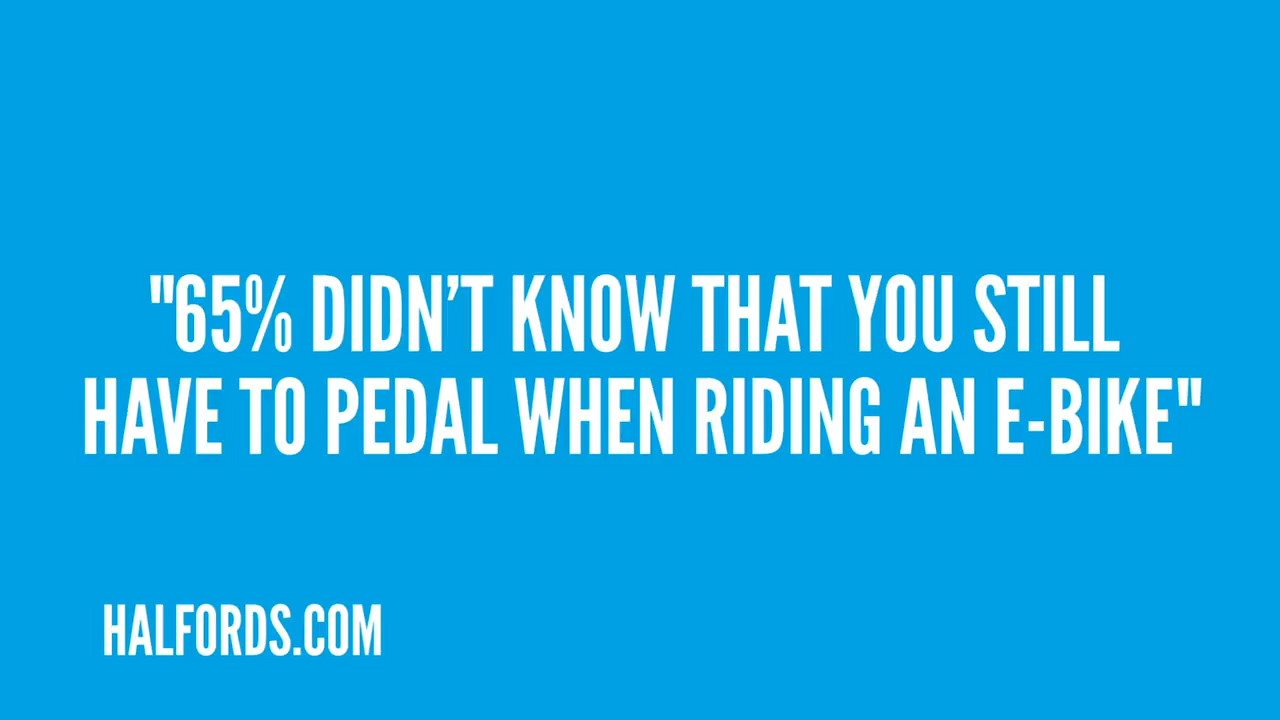 "65% DIDN’T KNOW THAT YOU STILL
HAVE TO PEDAL WHEN RIDING AN E-BIKE"
HALFORDS.COM